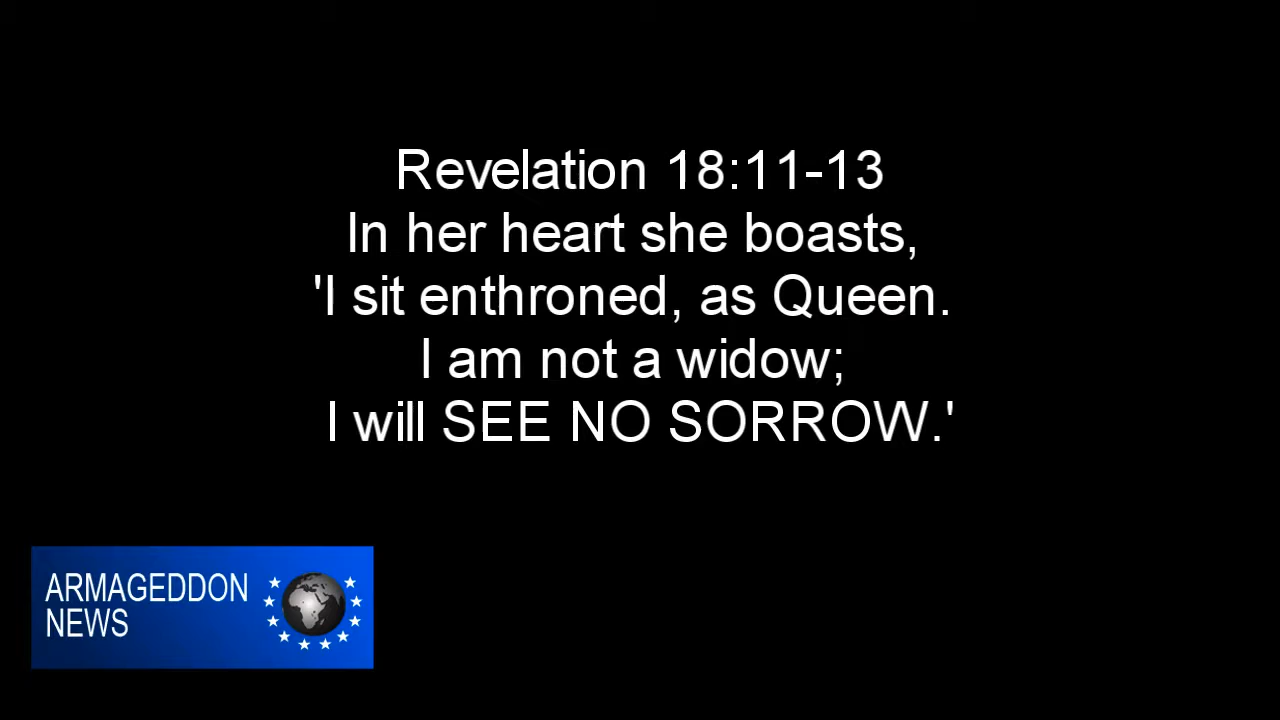 Revelation 18:11-13
In her heart she boasts,
'I sit enthroned, as Queen.
I am not a widow;
I will SEE NO SORROW.'
ARMAGEDDON
NEWS